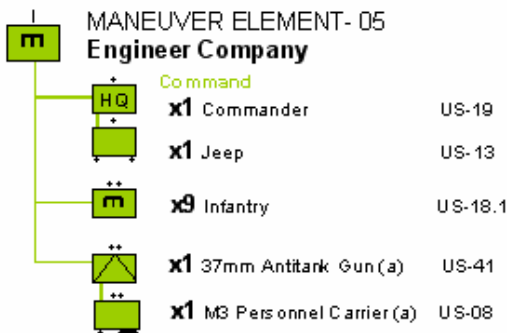 MANEUVER ELEMENT- 05
Engineer Company
Command
HQ x1 Commander US-19
x1 Jeep US-13
x9 Infantry US-18.1
x1 37mm Antitank Gun (a) US-41
x1 M3 Personnel Carrier (a) US-08